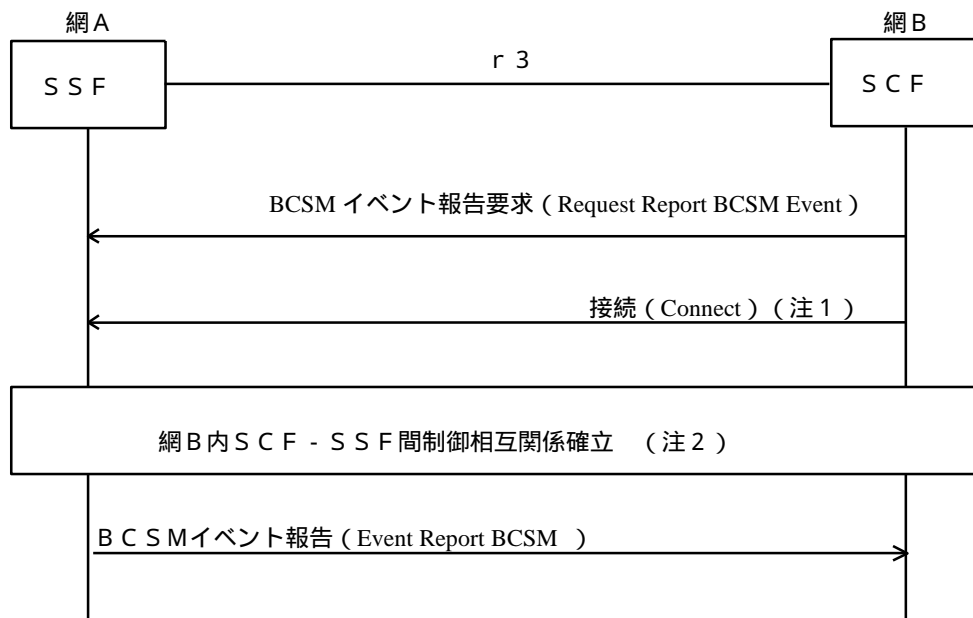 網Ａ
網Ｂ
ｒ３
ＳＳＦ
ＳＣＦ
BCSM イベント報告要求（Request Report BCSM Event）
接続（Connect）（注１）
網Ｂ内ＳＣＦ‐ＳＳＦ間制御相互関係確立　（注２）
ＢＣＳＭイベント報告（Event Report BCSM　）